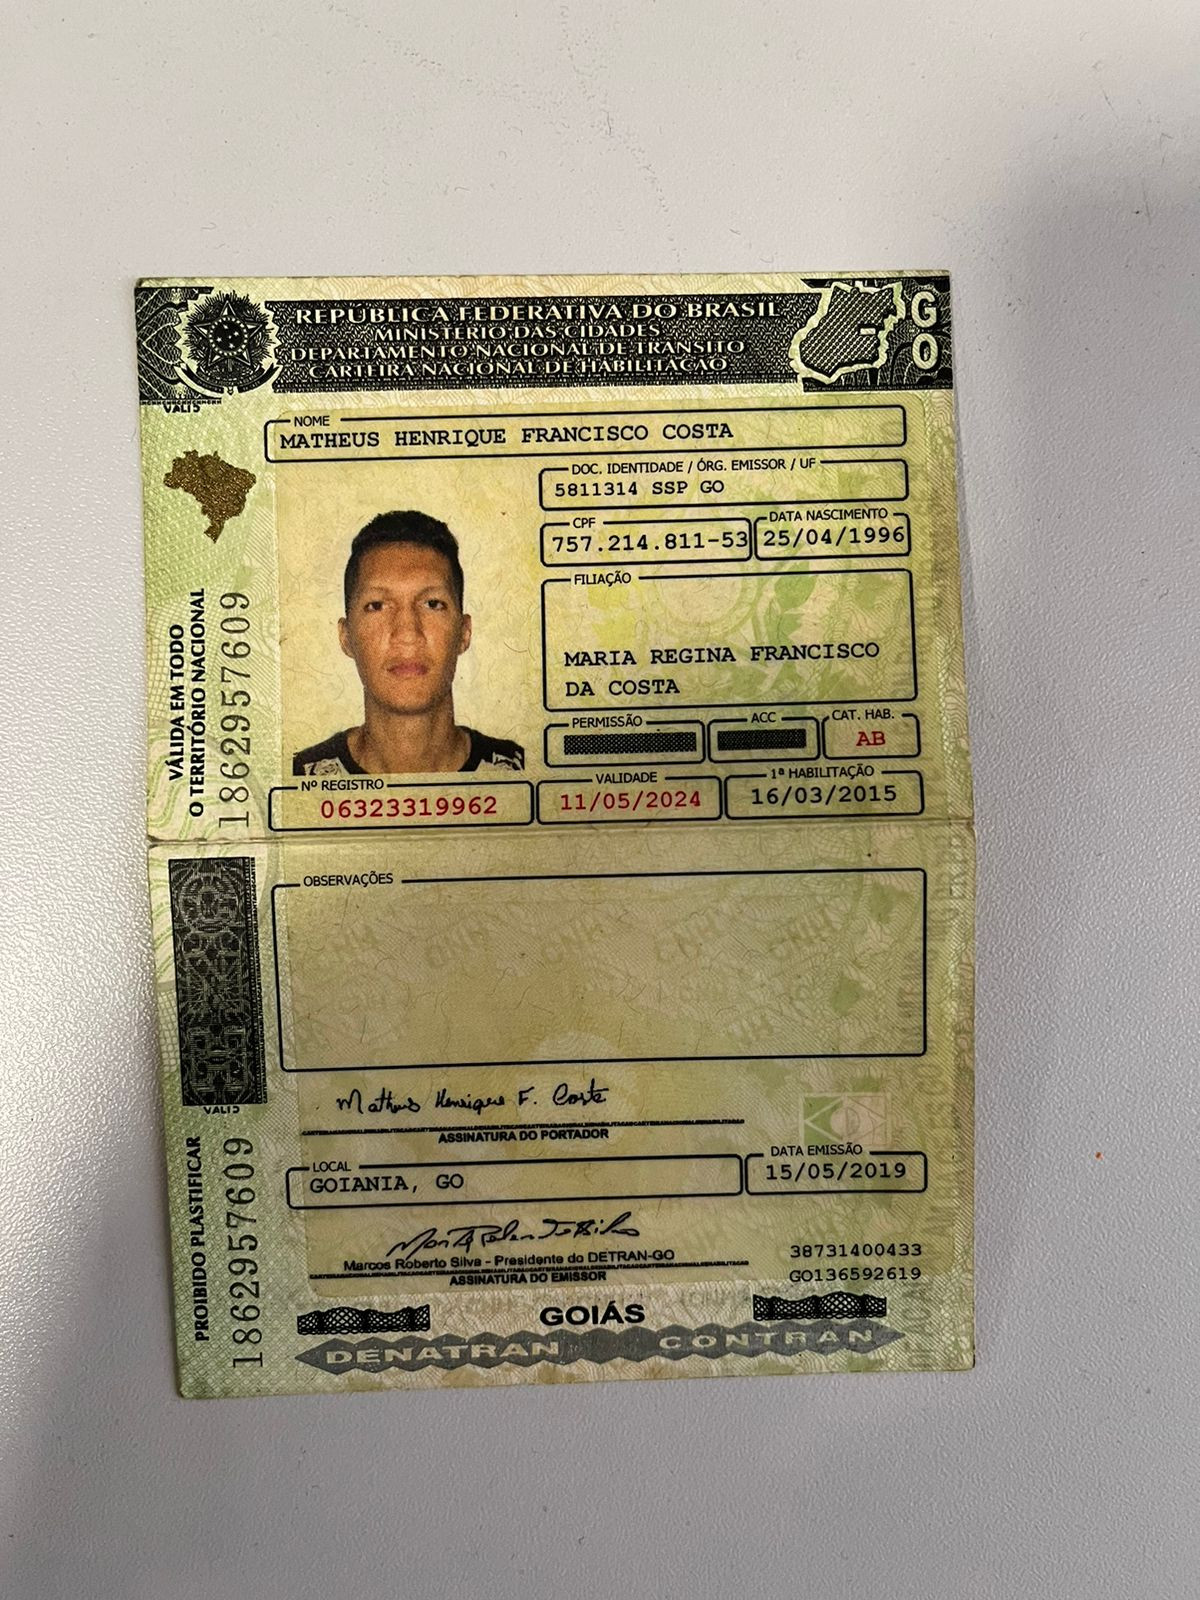 REPÚBLICA FEDERATIVA DO BRASIL
MINISTÉRIO DAS CIDADES
DEPARTAMENTO NACIONAL DE TRÂNSITO
CARTEIRA NACIONAL DE HABILITAÇÃO
GO
NOME
MATHEUS HENRIQUE FRANCISCO COSTA
DOC. IDENTIDADE / ÓRG. EMISSOR / UF
5811314 SSP GO
CPF
757.214.811-53
DATA NASCIMENTO
25/04/1996
FILIAÇÃO
MARIA REGINA FRANCISCO
DA COSTA
PERMISSÃO
ACC
CAT. HAB.
AB
Nº REGISTRO
06323319962
VALIDADE
11/05/2024
1ª HABILITAÇÃO
16/03/2015
VÁLIDA EM TODO
O TERRITÓRIO NACIONAL
1862957609
OBSERVAÇÕES
Matheus Henrique F. Costa
ASSINATURA DO PORTADOR
LOCAL
GOIANIA, GO
DATA EMISSÃO
15/05/2019
Marcos Roberto Silva - Presidente do DETRAN-GO
ASSINATURA DO EMISSOR
38731400433
GO136592619
PROIBIDO PLASTIFICAR
1862957609
GOIÁS
DENATRAN CONTRAN